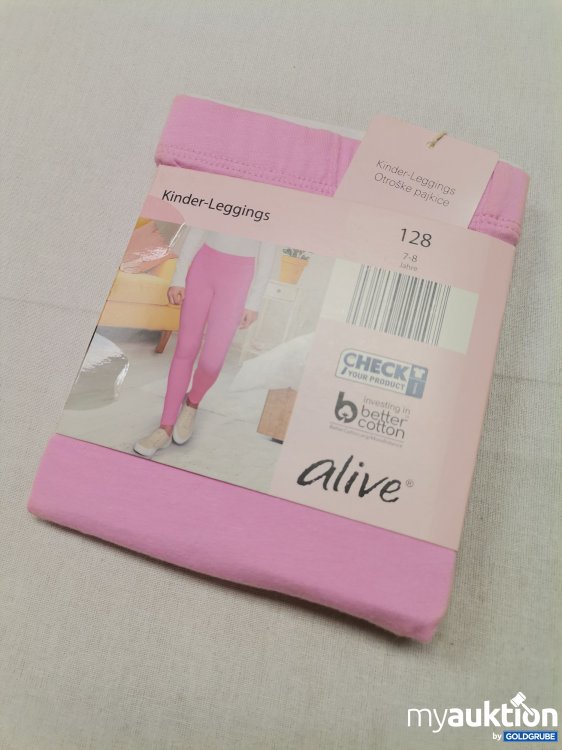 Kinder-Leggings
Otroške pajkice
Kinder-Leggings
128
7-8
Jahre
CHECK
YOUR PRODUCT
investing in
better
cotton
alive®
myauktion
by GOLDGRUBE